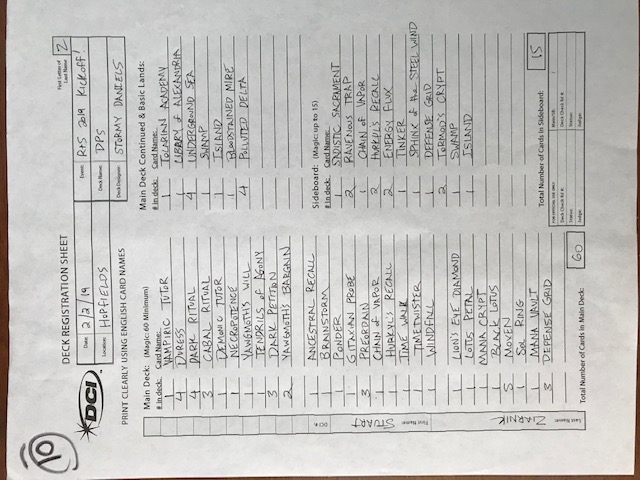 10
DECK REGISTRATION SHEET
First Letter of Last Name Z
DCI
Date: 2/2/19
Event: R+S 2019 KICKOFF!
Location: HOPFIELDS
Deck Name: DPS
Deck Designer: STORMY DANIELS
PRINT CLEARLY USING ENGLISH CARD NAMES
Main Deck: (Magic: 60 Minimum)
# in deck: Card Name:
1 VAMPIRIC TUTOR
4 DURESS
4 DARK RITUAL
3 CABAL RITUAL
1 DEMONIC TUTOR
1 NECROPOTENCE
1 YAWGMOTHS WILL
1 TENDRILS OF AGONY
3 DARK PETITION
2 YAWGMOTH'S BARGAIN
1 ANCESTRAL RECALL
1 BRAINSTORM
1 PONDER
1 GITAXIAN PROBE
3 PREORDAIN
1 CHAIN OF VAPOR
1 HURKYL'S RECALL
1 TIME WALK
1 TIMETWISTER
1 WINDFALL
1 LION'S EYE DIAMOND
1 LOTUS PETAL
1 MANA CRYPT
1 BLACK LOTUS
5 MOXEN
1 SOL RING
1 MANA VAULT
3 DEFENSE GRID
Total Number of Cards in Main Deck: 60
Main Deck Continued & Basic Lands:
# in deck: Card Name:
1 TOLARIAN ACADEMY
1 LIBARY OF ALEXANDRIA
4 UNDERGROUND SEA
1 SWAMP
1 ISLAND
1 BLOODSTAINED MIRE
4 POLLUTED DELTA
Sideboard: (Magic: up to 15)
# in deck: Card Name:
1 SADISTIC SACRAMENT
2 RAVENOUS TRAP
1 CHAIN OF VAPOR
2 HURKYL'S RECALL
2 ENERGY FLUX
1 TINKER
1 SPHINX of the STEEL WIND
1 DEFENSE GRID
2 TORMOD'S CRYPT
1 SWAMP
1 ISLAND
Total Number of Cards in Sideboard: 15
FOR OFFICIAL USE ONLY
Main/SB: /
Deck Check Rd #:
Deck Check Rd #:
Status:
Status:
Judge:
Judge:
Last Name: ZIARNIK
First Name: STUART
DCI #: